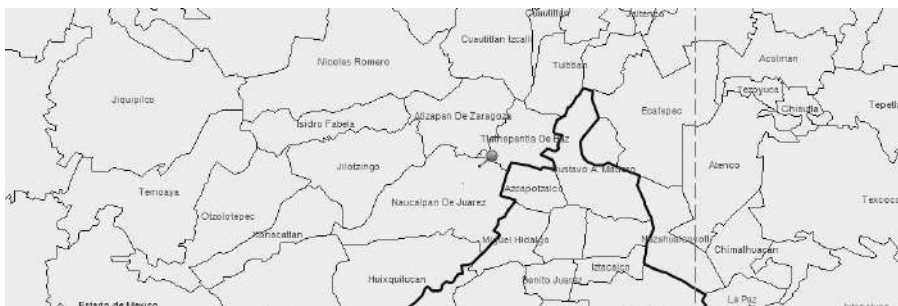 Cuautitlan
Jaltenco
Cuautitlan Izcalli
Nicolas Romero
Tultitlan
Acolman
Tezoyuca
Jiquipilco
Chiautla
Tepetla
Ecatepec
Atizapan De Zaragoza
Isidro Fabela
Tlalnepantla De Baz
Jilotzingo
Gustavo A. Madero
Atenco
Temoaya
Azcapotzalco
Texcoco
Naucalpan De Juarez
Otzolotepec
Xonacatlan
Miguel Hidalgo
Nezahualcoyotl
Chimalhuacan
Iztacalco
Huixquilucan
Benito Juarez
La Paz
Estado de Mexico